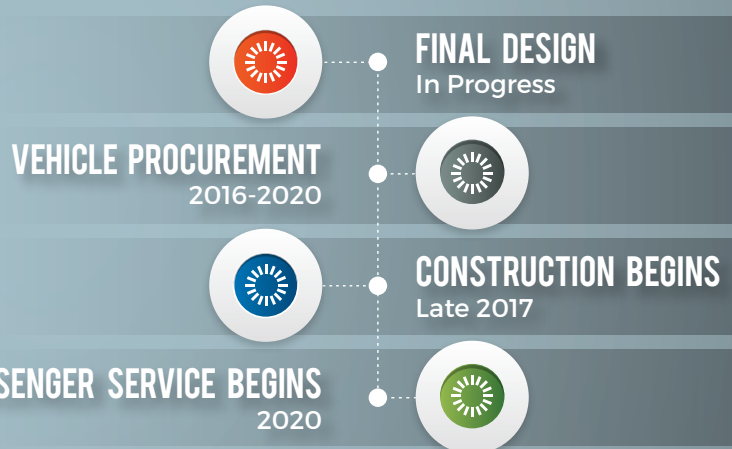 FINAL DESIGN
In Progress
VEHICLE PROCUREMENT
2016-2020
CONSTRUCTION BEGINS
Late 2017
SENGER SERVICE BEGINS
2020